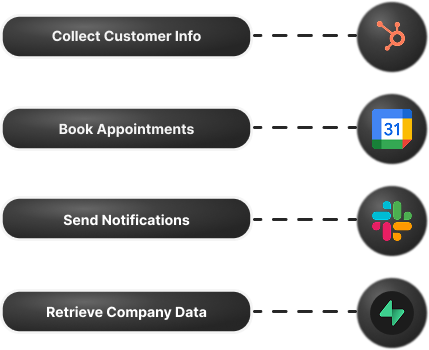 Collect Customer Info
Book Appointments
31
Send Notifications
Retrieve Company Data